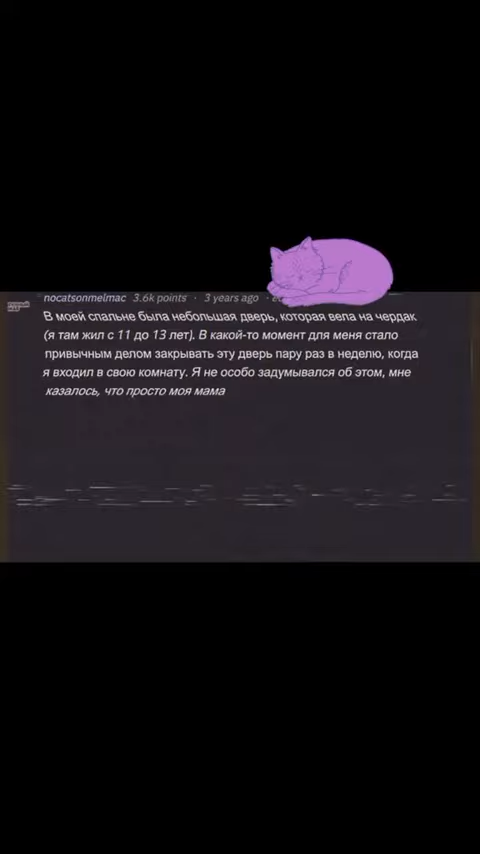 nocatsonmelmac 3.6k points · 3 years ago
В моей спальне была небольшая дверь, которая вела на чердак
(я там жил с 11 до 13 лет). В какой-то момент для меня стало
привычным делом закрывать эту дверь пару раз в неделю, когда
я входил в свою комнату. Я не особо задумывался об этом, мне
казалось, что просто моя мама